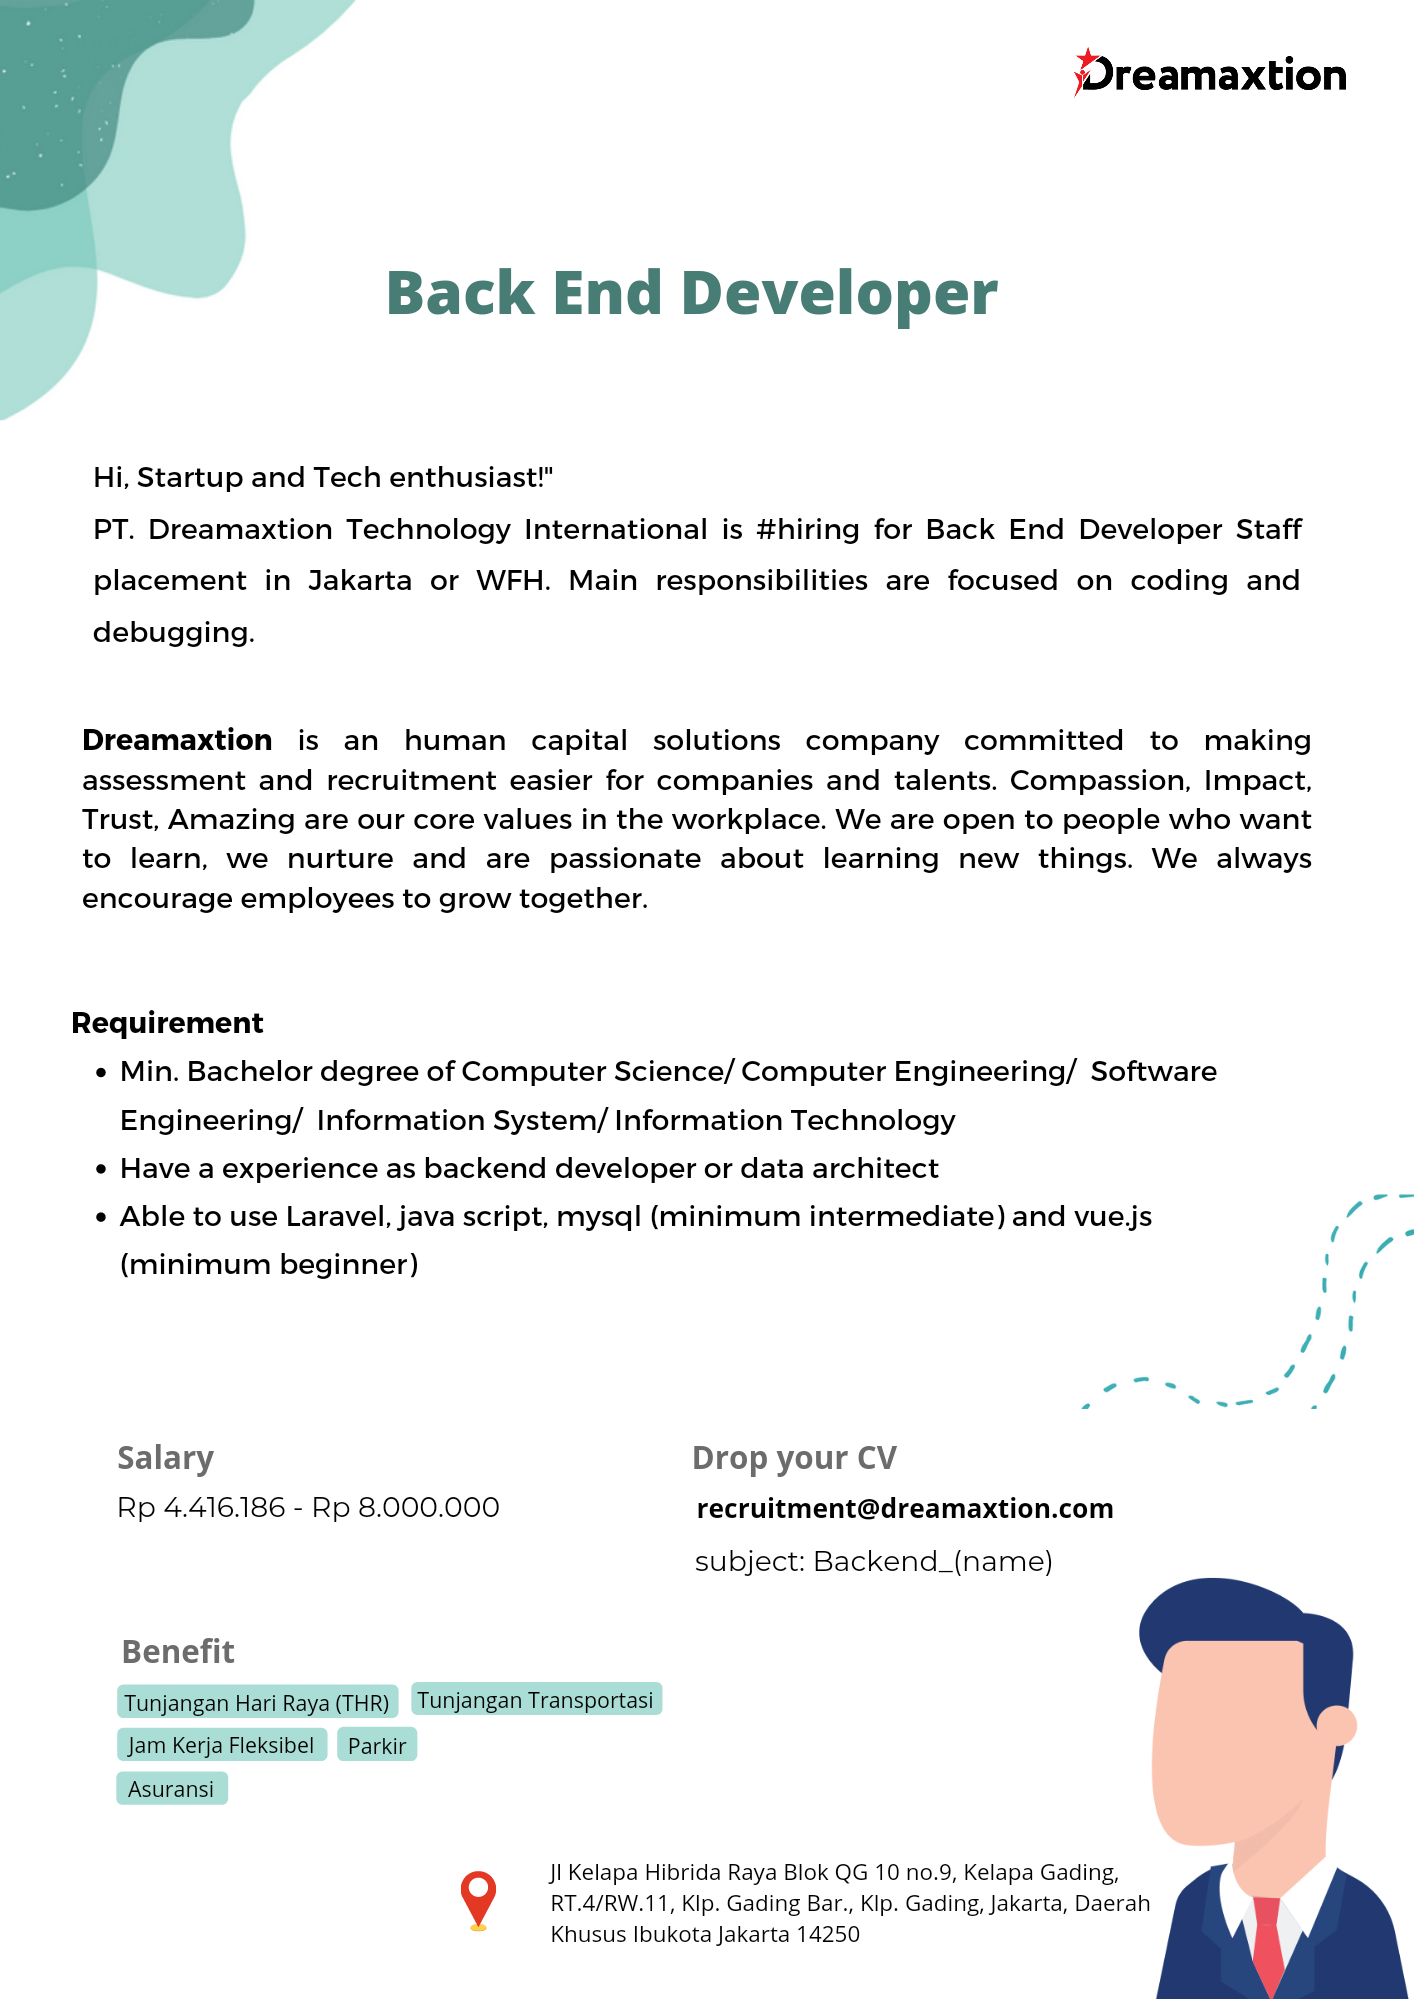 Dreamaxtion
Back End Developer
Hi, Startup and Tech enthusiast!"
PT. Dreamaxtion Technology International is #hiring for Back End Developer Staff
placement in Jakarta or WFH. Main responsibilities are focused on coding and
debugging.
Dreamaxtion is an human capital solutions company committed to making
assessment and recruitment easier for companies and talents. Compassion, Impact,
Trust, Amazing are our core values in the workplace. We are open to people who want
to learn, we nurture and are passionate about learning new things. We always
encourage employees to grow together.
Requirement
• Min. Bachelor degree of Computer Science/ Computer Engineering/ Software
Engineering/ Information System/ Information Technology
• Have a experience as backend developer or data architect
• Able to use Laravel, java script, mysql (minimum intermediate) and vue.js
(minimum beginner)
Salary
Rp 4.416.186 - Rp 8.000.000
Drop your CV
recruitment@dreamaxtion.com
subject: Backend_(name)
Benefit
Tunjangan Hari Raya (THR) Tunjangan Transportasi
Jam Kerja Fleksibel Parkir
Asuransi
Jl Kelapa Hibrida Raya Blok QG 10 no.9, Kelapa Gading,
RT.4/RW.11, Klp. Gading Bar., Klp. Gading, Jakarta, Daerah
Khusus Ibukota Jakarta 14250